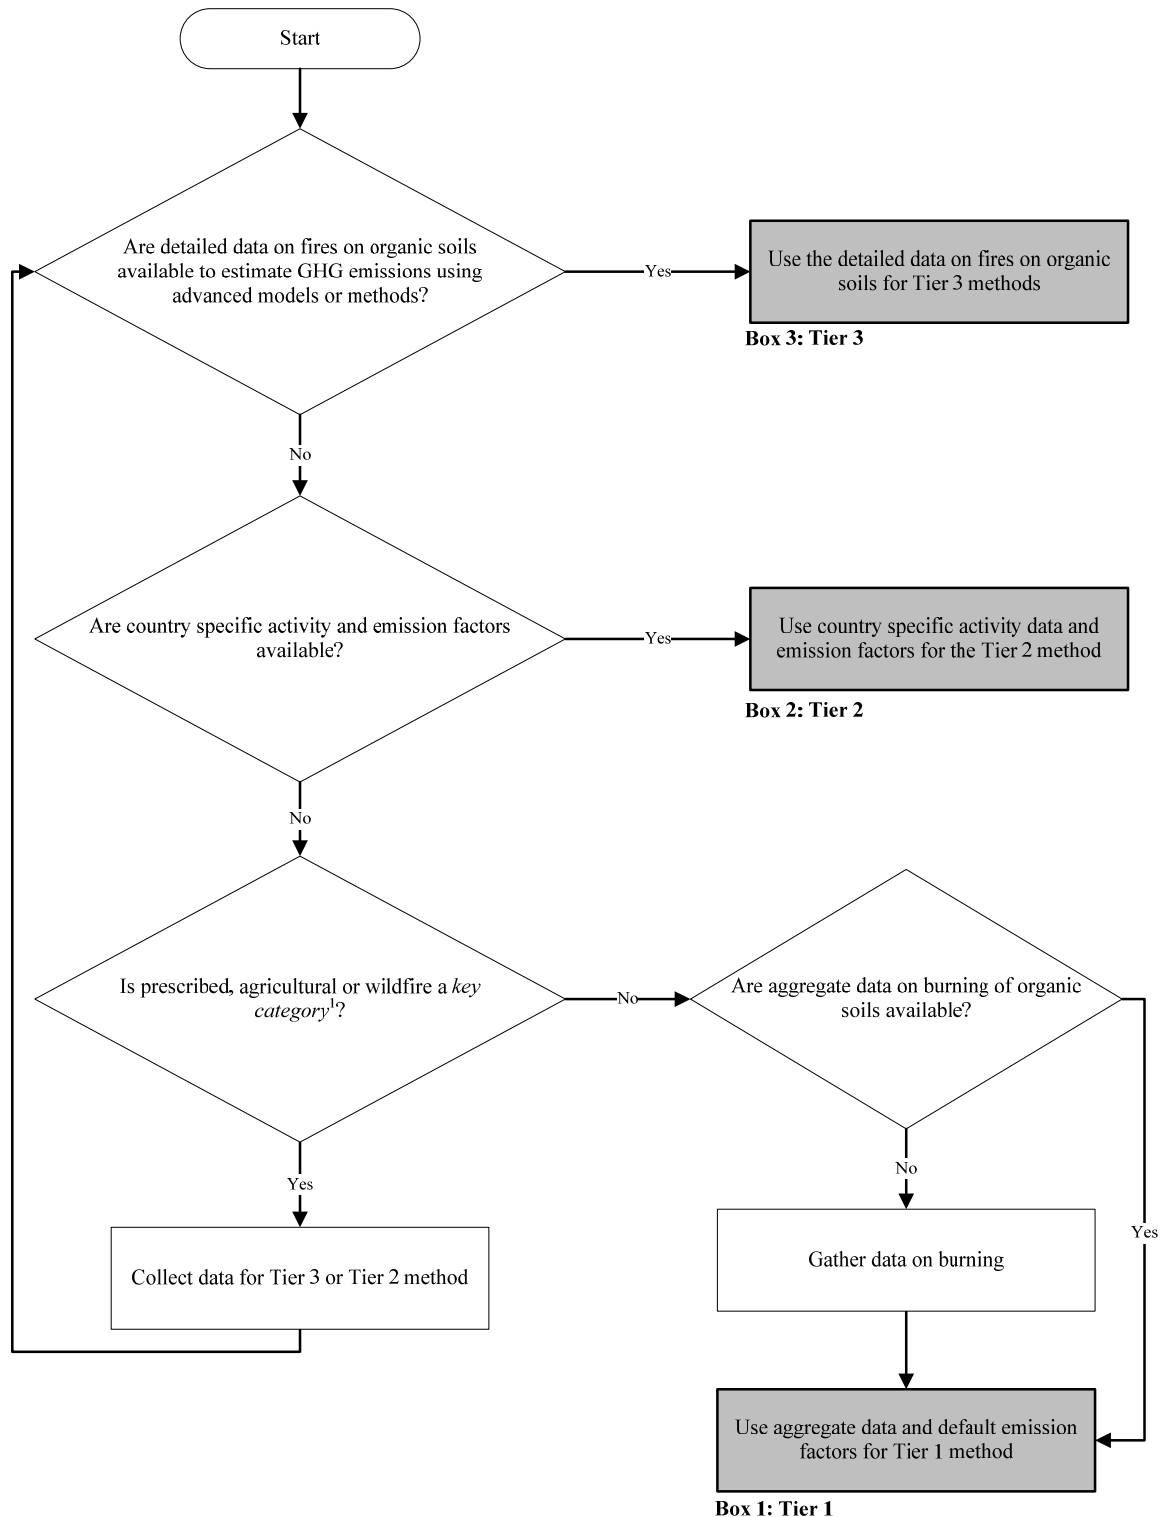 Start
Are detailed data on fires on organic soils
available to estimate GHG emissions using
advanced models or methods?
Yes
Use the detailed data on fires on organic
soils for Tier 3 methods
Box 3: Tier 3
No
Are country specific activity and emission factors
available?
Yes
Use country specific activity data and
emission factors for the Tier 2 method
Box 2: Tier 2
No
Is prescribed, agricultural or wildfire a key
category¹?
No
Are aggregate data on burning of organic
soils available?
Yes
No
Yes
Collect data for Tier 3 or Tier 2 method
Gather data on burning
Use aggregate data and default emission
factors for Tier 1 method
Box 1: Tier 1